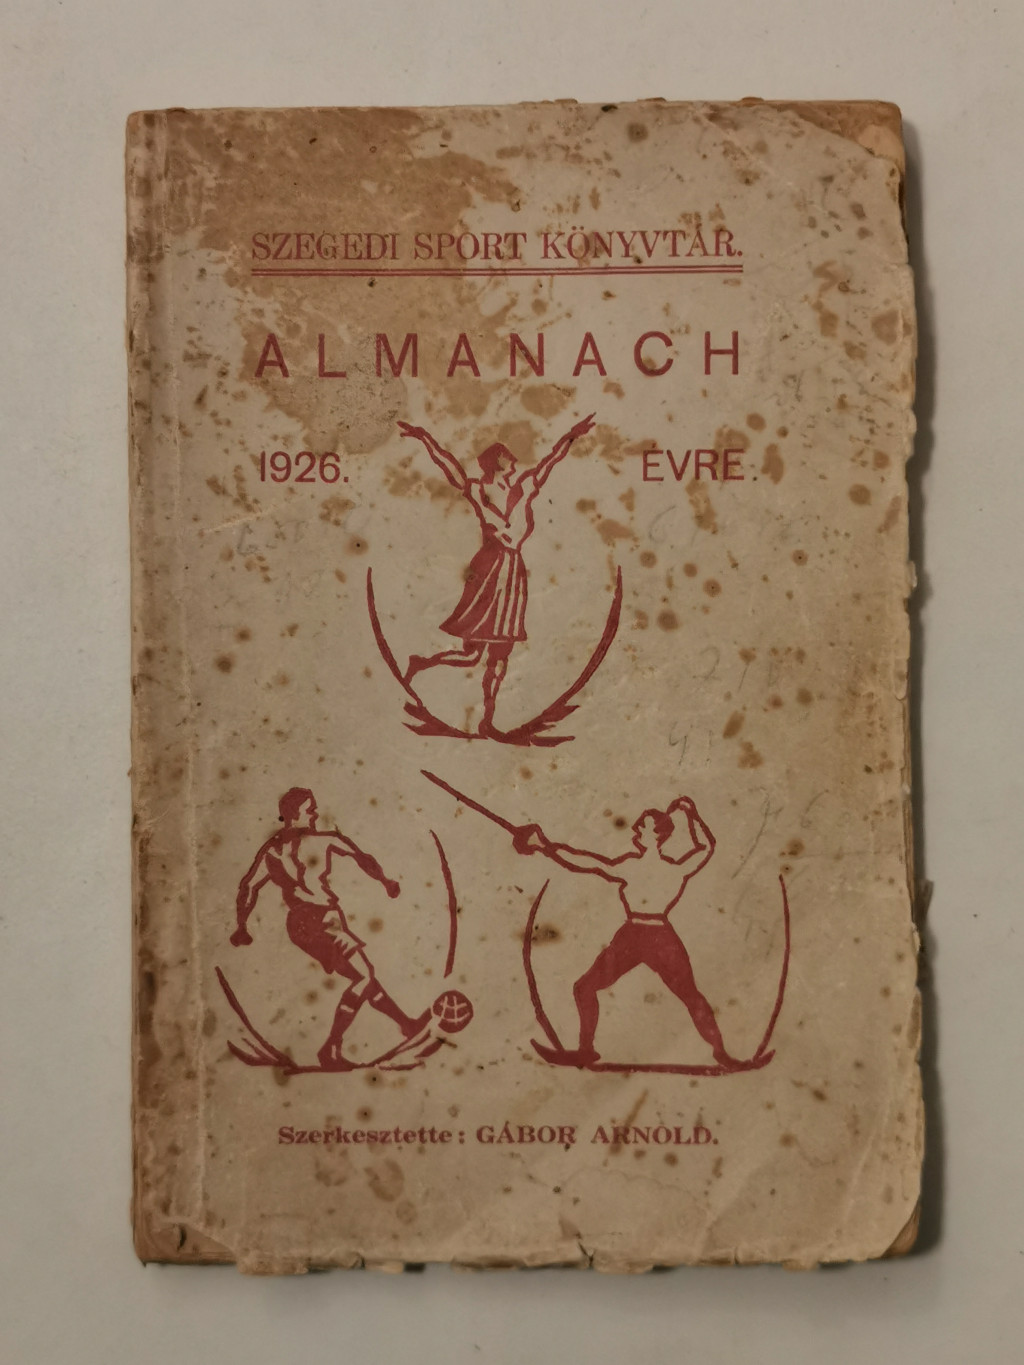 SZEGEDI SPORT KÖNYVTÁR.
ALMANACH
1926. ÉVRE.
Szerkesztette: GÁBOR ARNOLD.